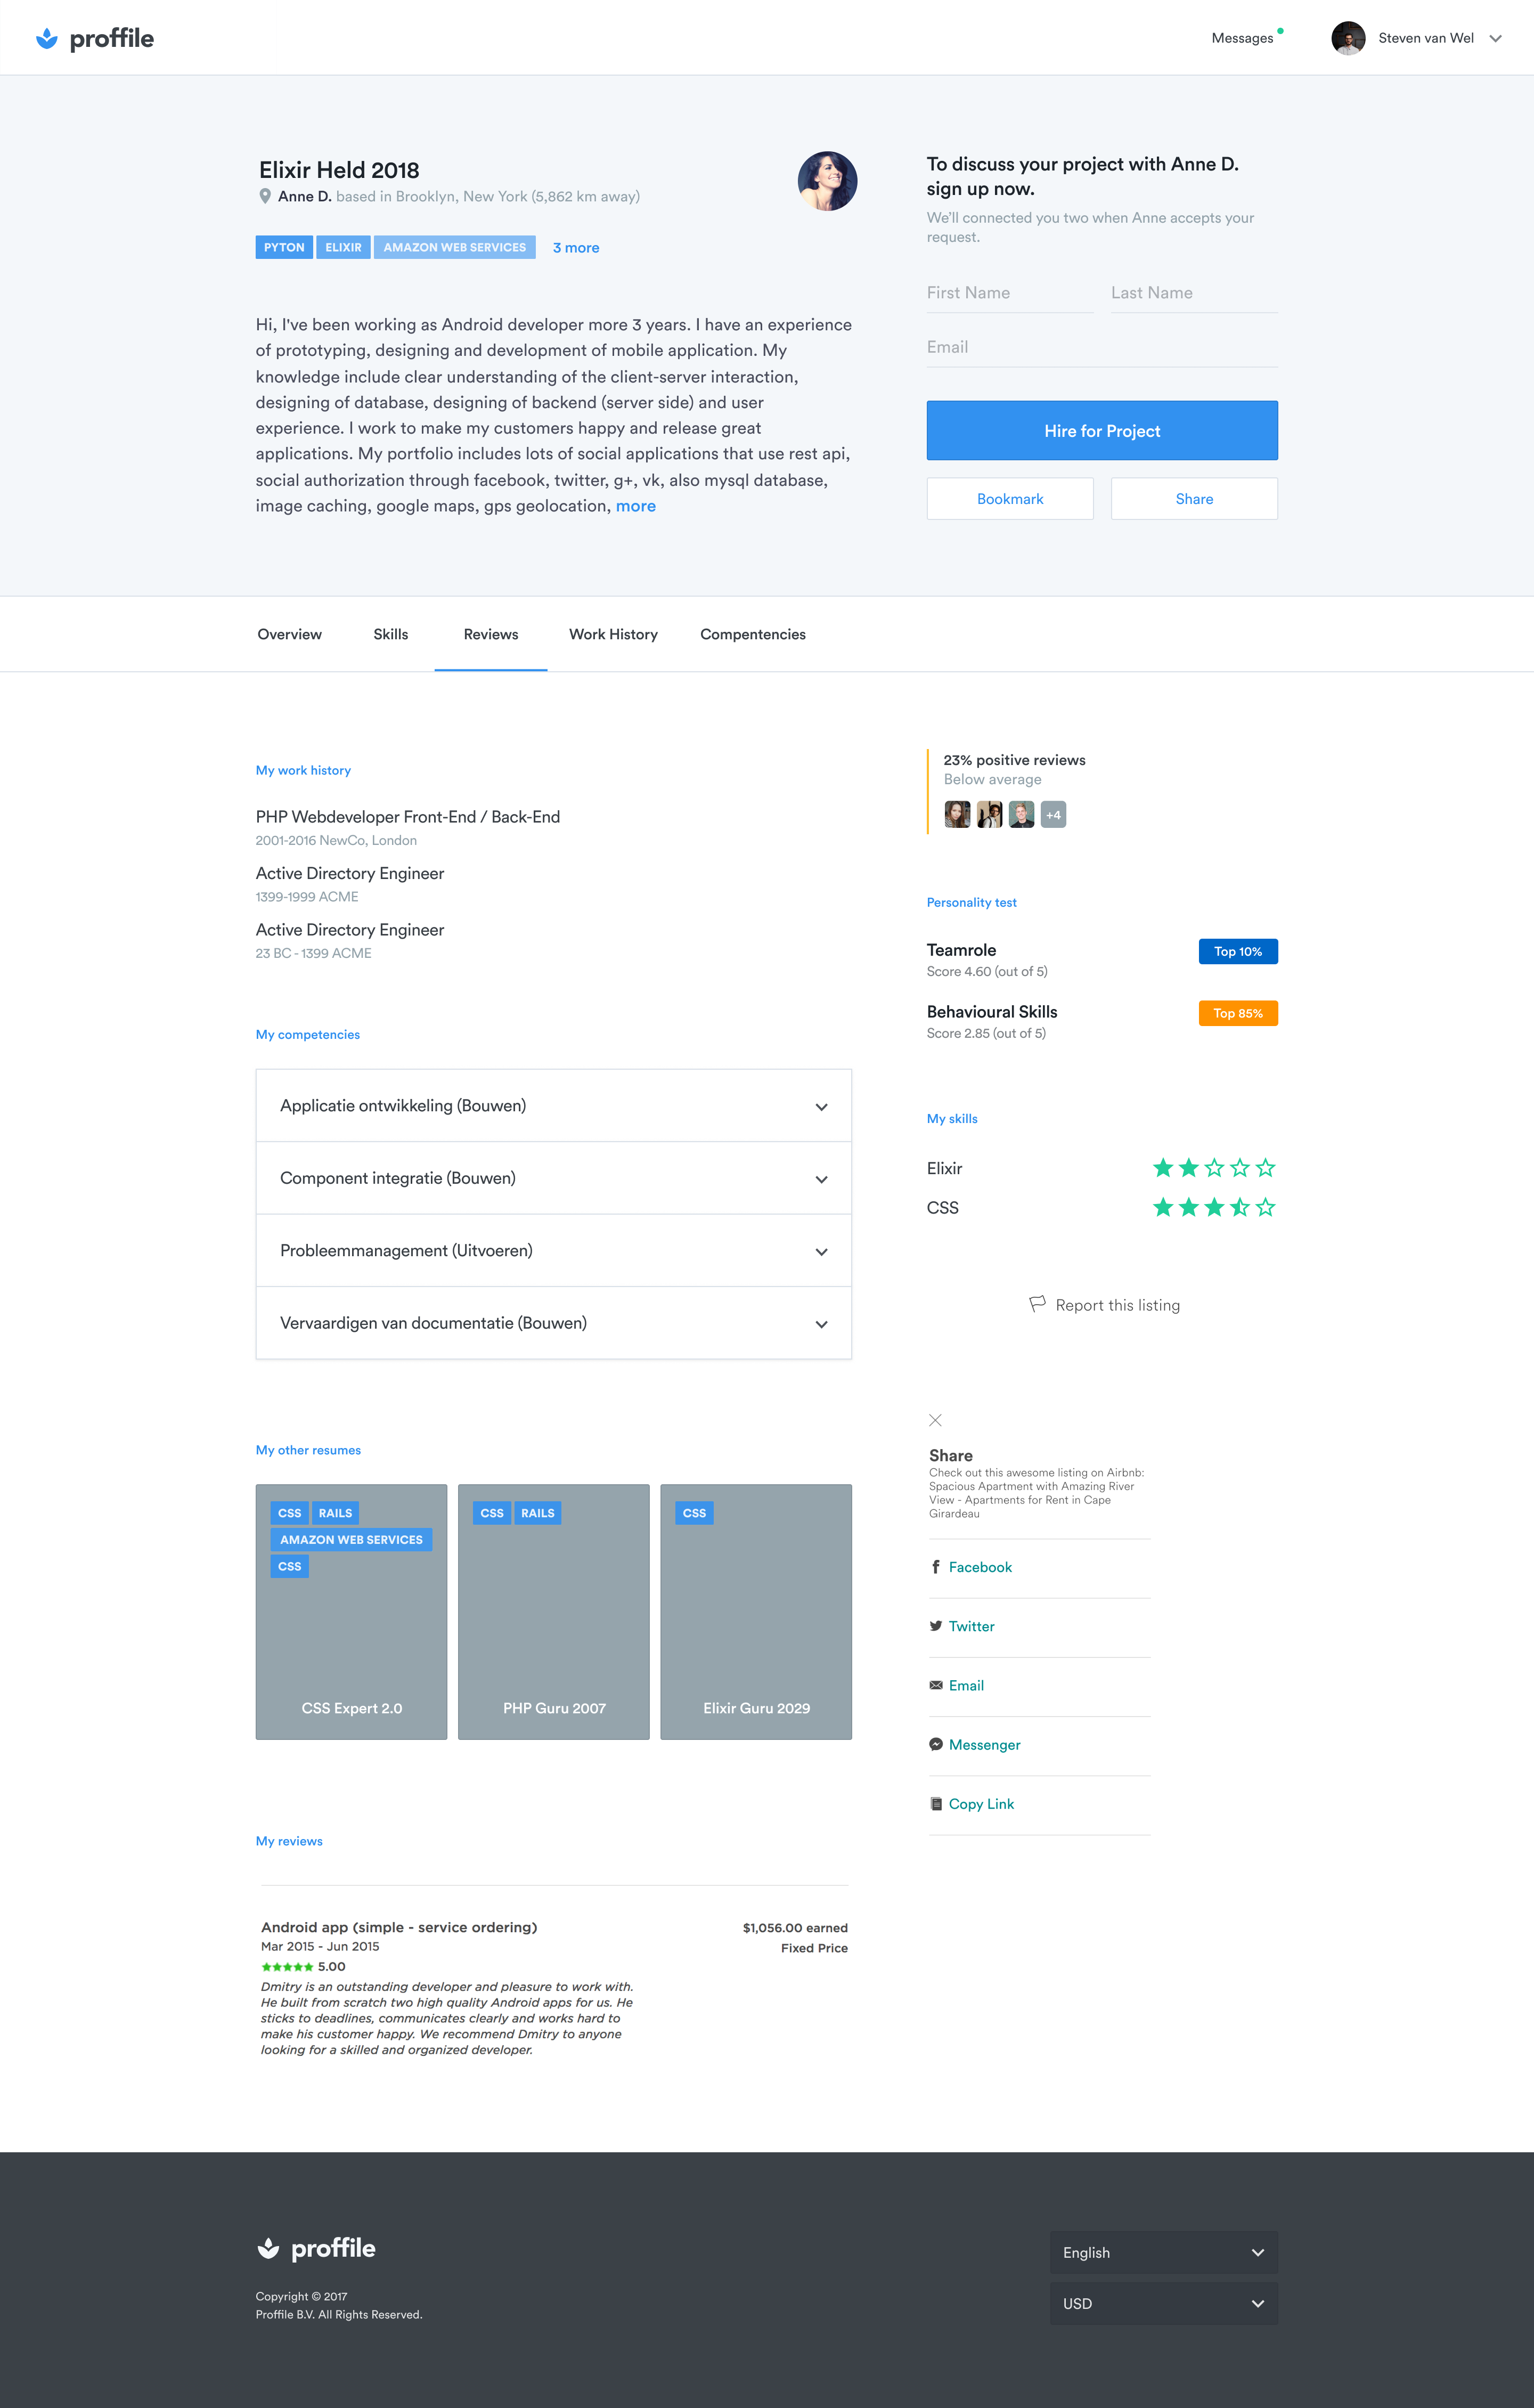 proffile
Messages
Steven van Wel
Elixir Held 2018
Anne D. based in Brooklyn, New York (5,862 km away)
PYTON ELIXIR AMAZON WEB SERVICES 3 more
Hi, I've been working as Android developer more 3 years. I have an experience
of prototyping, designing and development of mobile application. My
knowledge include clear understanding of the client-server interaction,
designing of database, designing of backend (server side) and user
experience. I work to make my customers happy and release great
applications. My portfolio includes lots of social applications that use rest api,
social authorization through facebook, twitter, g+, vk, also mysql database,
image caching, google maps, gps geolocation, more
To discuss your project with Anne D.
sign up now.
We'll connected you two when Anne accepts your
request.
First Name Last Name
Email
Hire for Project
Bookmark Share
Overview Skills Reviews Work History Compentencies
My work history
PHP Webdeveloper Front-End / Back-End
2001-2016 NewCo, London
Active Directory Engineer
1399-1999 ACME
Active Directory Engineer
23 BC - 1399 ACME
My competencies
Applicatie ontwikkeling (Bouwen)
Component integratie (Bouwen)
Probleemmanagement (Uitvoeren)
Vervaardigen van documentatie (Bouwen)
My other resumes
CSS RAILS
AMAZON WEB SERVICES
CSS
CSS Expert 2.0
CSS RAILS
PHP Guru 2007
CSS
Elixir Guru 2029
My reviews
Android app (simple - service ordering)
Mar 2015 - Jun 2015
5.00
Dmitry is an outstanding developer and pleasure to work with.
He built from scratch two high quality Android apps for us. He
sticks to deadlines, communicates clearly and works hard to
make his customer happy. We recommend Dmitry to anyone
looking for a skilled and organized developer.
$1,056.00 earned
Fixed Price
23% positive reviews
Below average
+4
Personality test
Teamrole
Score 4.60 (out of 5)
Top 10%
Behavioural Skills
Score 2.85 (out of 5)
Top 85%
My skills
Elixir
CSS
Report this listing
Share
Check out this awesome listing on Airbnb:
Spacious Apartment with Amazing River
View - Apartments for Rent in Cape
Girardeau
Facebook
Twitter
Email
Messenger
Copy Link
proffile
Copyright © 2017
Proffile B.V. All Rights Reserved.
English
USD